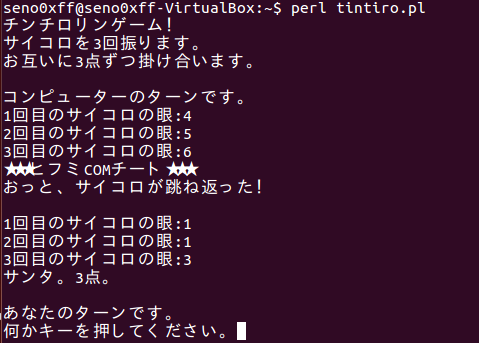 seno0xff@seno0xff-VirtualBox:~$ perl tintiro.pl
チンチロリンゲーム!
サイコロを3回振ります。
お互いに3点ずつ掛け合います。
コンピューターのターンです。
1回目のサイコロの眼:4
2回目のサイコロの眼:5
3回目のサイコロの眼:6
★★★ヒフミCOMチート ★★★
おっと、サイコロが跳ね返った!
1回目のサイコロの眼:1
2回目のサイコロの眼:1
3回目のサイコロの眼:3
サンタ。3点。
あなたのターンです。
何かキーを押してください。